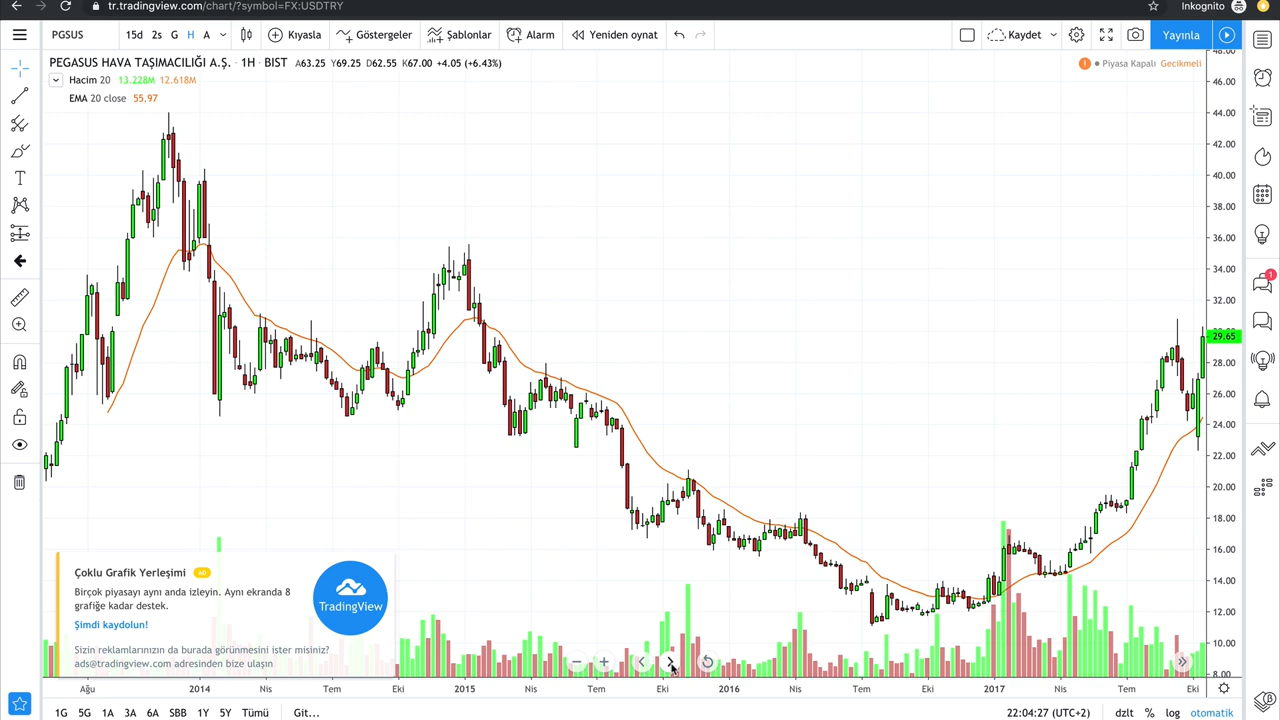 tr.tradingview.com/chart/?symbol=FX:USDTRY
Inkognito
PGSUS
15d 2s G H A
Kıyasla
Göstergeler
Şablonlar
Alarm
Yeniden oynat
Kaydet
Yayınla
PEGASUS HAVA TAŞIMACILIĞI A.Ş. · 1H · BIST A63.25 Y69.25 D62.55 K67.00 +4.05 (+6.43%)
Piyasa Kapalı Gecikmeli
Hacim 20 13.228M 12.618M
EMA 20 close 55.97
48.00
46.00
44.00
42.00
40.00
38.00
36.00
34.00
32.00
29.65
28.00
26.00
24.00
22.00
20.00
18.00
16.00
14.00
12.00
10.00
8.00
1
Çoklu Grafik Yerleşimi AD
Birçok piyasayı aynı anda izleyin. Aynı ekranda 8
grafiğe kadar destek.
Şimdi kaydolun!
Sizin reklamlarınızın da burada görünmesini ister misiniz?
ads@tradingview.com adresinden bize ulaşın
TradingView
Ağu 2014 Nis Tem Eki 2015 Nis Tem Eki 2016 Nis Tem Eki 2017 Nis Tem Eki
1G 5G 1A 3A 6A SBB 1Y 5Y Tümü Git...
22:04:27 (UTC+2) dzlt % log otomatik